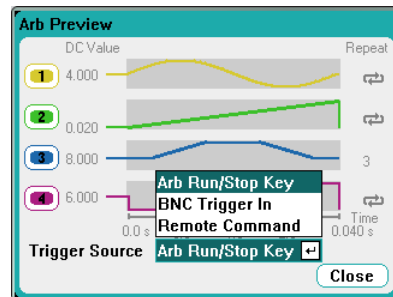 Arb Preview
DC Value
Repeat
1 4.000
2 0.020
3 8.000 3
4 6.000
Arb Run/Stop Key
BNC Trigger In
Remote Command
Time
0.0 s 0.040 s
Trigger Source Arb Run/Stop Key
Close